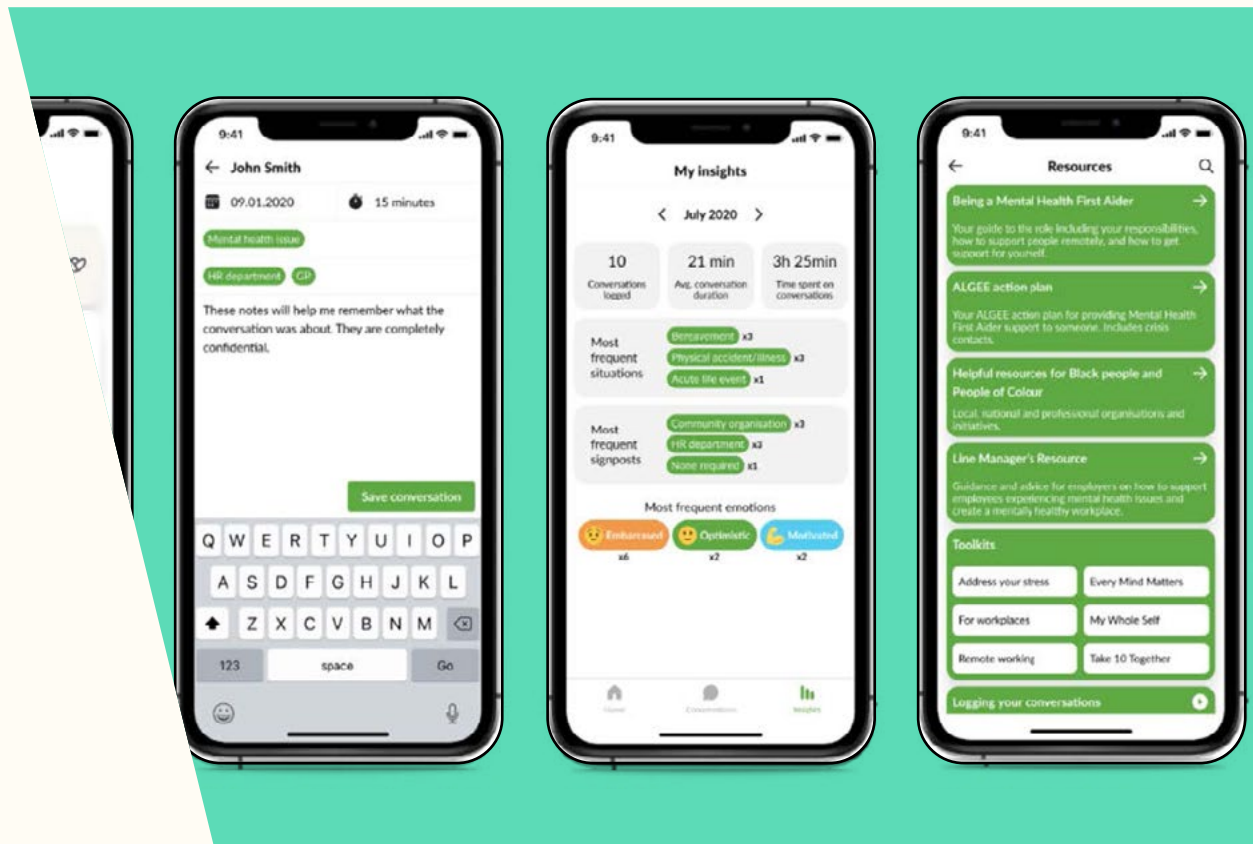 9:41
John Smith
09.01.2020
15 minutes
Mental health issue
HR department
GP
These notes will help me remember what the
conversation was about. They are completely
confidential.
Save conversation
Q W E R T Y U I O P
A S D F G H J K L
Z X C V B N M
123
space
Go
9:41
My insights
July 2020
10
Conversations
logged
21 min
Avg. conversation
duration
3h 25min
Time spent on
conversations
Most
frequent
situations
Bereavement x3
Physical accident/illness x3
Acute life event x1
Most
frequent
signposts
Community organisation x3
HR department x3
None required x1
Most frequent emotions
Embarrassed
x6
Optimistic
x2
Motivated
x2
Home
Conversations
Insights
9:41
Resources
Being a Mental Health First Aider
Your guide to the role including your responsibilities,
how to support people remotely, and how to get
support for yourself.
ALGEE action plan
Your ALGEE action plan for providing Mental Health
First Aider support to someone. Includes crisis
contacts.
Helpful resources for Black people and
People of Colour
Local, national and professional organisations and
initiatives.
Line Manager's Resource
Guidance and advice for employers on how to support
employees experiencing mental health issues and
create a mentally healthy workplace.
Toolkits
Address your stress
Every Mind Matters
For workplaces
My Whole Self
Remote working
Take 10 Together
Logging your conversations